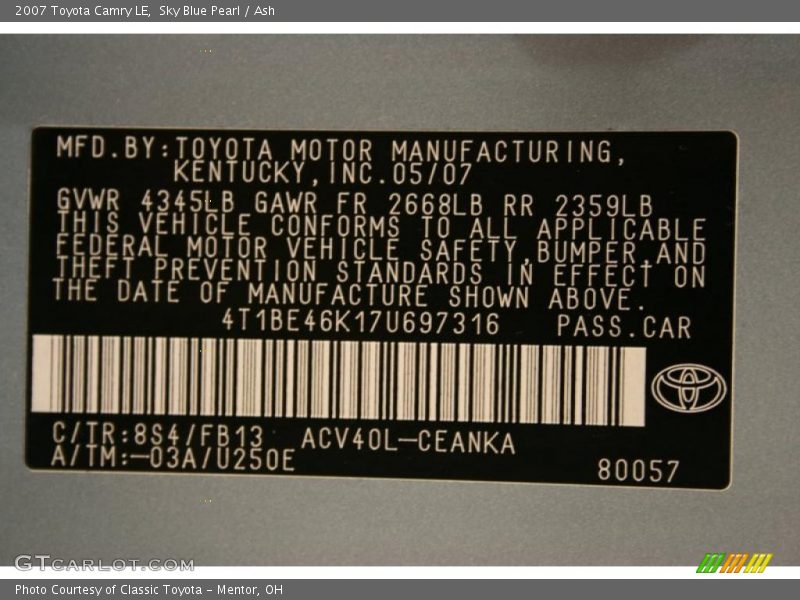 2007 Toyota Camry LE, Sky Blue Pearl / Ash
MFD.BY:TOYOTA MOTOR MANUFACTURING,
KENTUCKY,INC.05/07
GVWR 4345LB GAWR FR 2668LB RR 2359LB
THIS VEHICLE CONFORMS TO ALL APPLICABLE
FEDERAL MOTOR VEHICLE SAFETY,BUMPER,AND
THEFT PREVENTION STANDARDS IN EFFECT ON
THE DATE OF MANUFACTURE SHOWN ABOVE.
4T1BE46K17U697316 PASS.CAR
C/TR:8S4/FB13 ACV40L-CEANKA
A/TM:-03A/U250E
80057
GTCARLOT.COM
Photo Courtesy of Classic Toyota - Mentor, OH